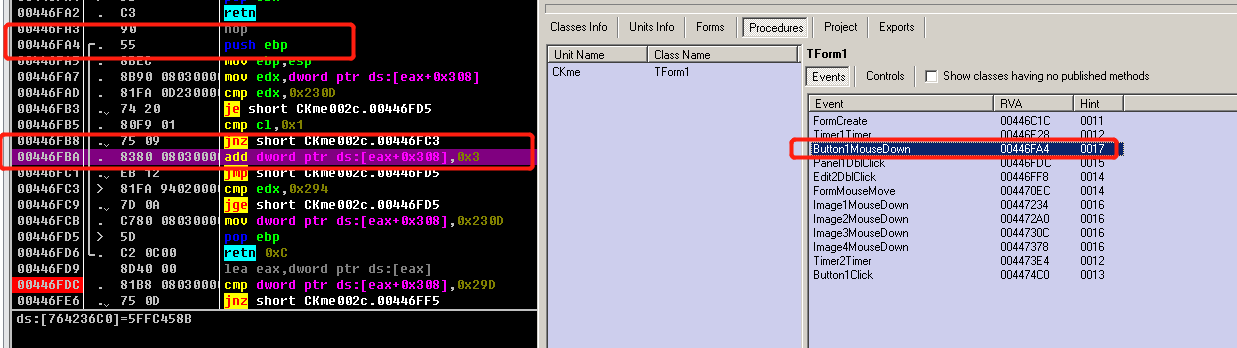 00446FA2 . C3 retn
00446FA3 90 nop
00446FA4 . 55 push ebp
00446FA5 . 8BEC mov ebp,esp
00446FA7 . 8B90 08030000 mov edx,dword ptr ds:[eax+0x308]
00446FAD . 81FA 0D230000 cmp edx,0x230D
00446FB3 . 74 20 je short CKme002c.00446FD5
00446FB5 . 80F9 01 cmp cl,0x1
00446FB8 . 75 09 jnz short CKme002c.00446FC3
00446FBA . 8380 08030000 add dword ptr ds:[eax+0x308],0x3
00446FC1 . EB 12 jmp short CKme002c.00446FD5
00446FC3 > 81FA 94020000 cmp edx,0x294
00446FC9 . 7D 0A jge short CKme002c.00446FD5
00446FCB . C780 08030000 mov dword ptr ds:[eax+0x308],0x230D
00446FD5 > 5D pop ebp
00446FD6 . C2 0C00 retn 0xC
00446FD9 8D40 00 lea eax,dword ptr ds:[eax]
00446FDC . 81B8 08030000 cmp dword ptr ds:[eax+0x308],0x29D
00446FE6 . 75 0D jnz short CKme002c.00446FF5
ds:[764236C0]=5FFC458B
Classes Info Units Info Forms Procedures Project Exports
Unit Name Class Name
CKme TForm1
TForm1
Events Controls Show classes having no published methods
Event RVA Hint
FormCreate 00446C1C 0011
Timer1Timer 00446E28 0012
Button1MouseDown 00446FA4 0017
Panel1DblClick 00446FDC 0015
Edit2DblClick 00446FF8 0014
FormMouseMove 004470EC 0014
Image1MouseDown 00447234 0016
Image2MouseDown 004472A0 0016
Image3MouseDown 0044730C 0016
Image4MouseDown 00447378 0016
Timer2Timer 004473E4 0012
Button1Click 004474C0 0013